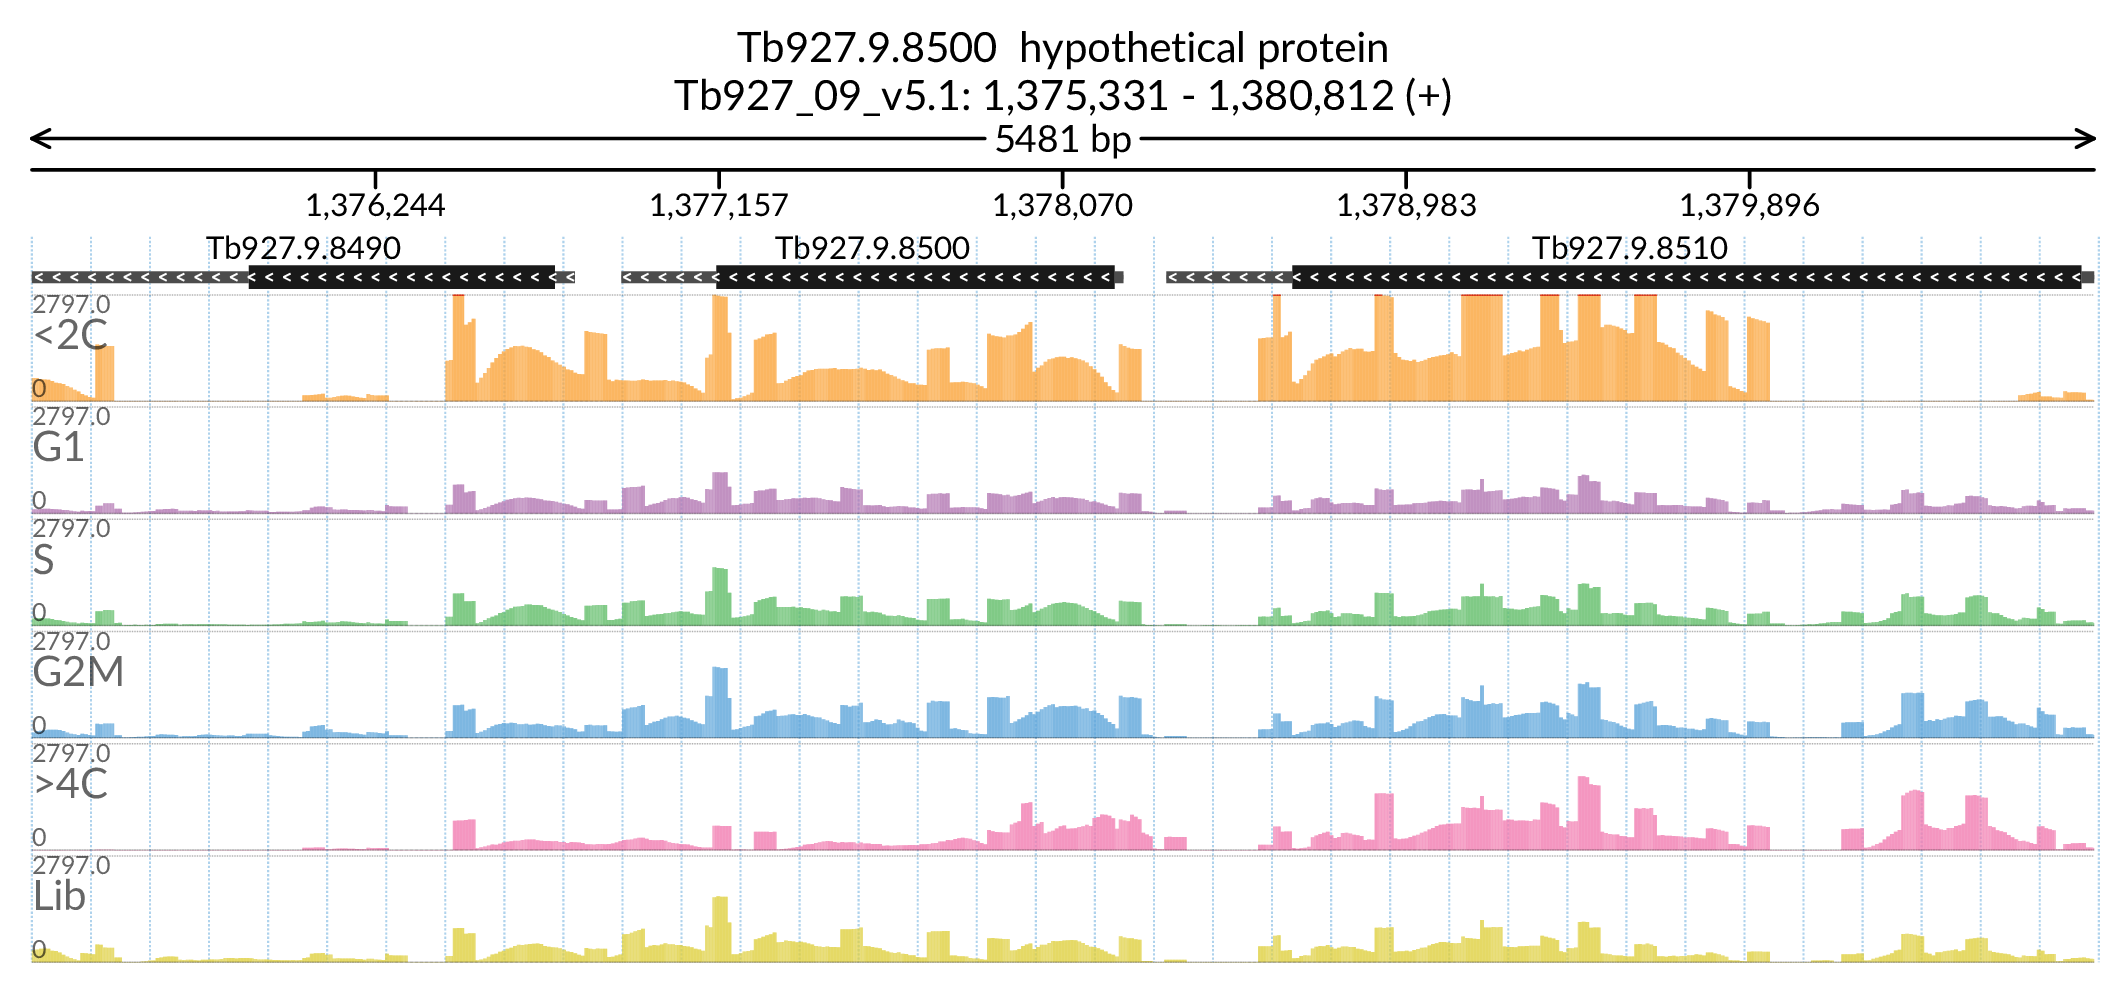 Tb927.9.8500 hypothetical protein
Tb927_09_v5.1: 1,375,331 - 1,380,812 (+)
5481 bp
1,376,244 1,377,157 1,378,070 1,378,983 1,379,896
Tb927.9.8490 Tb927.9.8500 Tb927.9.8510
2797.0
<2C
0
2797.0
G1
0
2797.0
S
0
2797.0
G2M
0
2797.0
>4C
0
2797.0
Lib
0